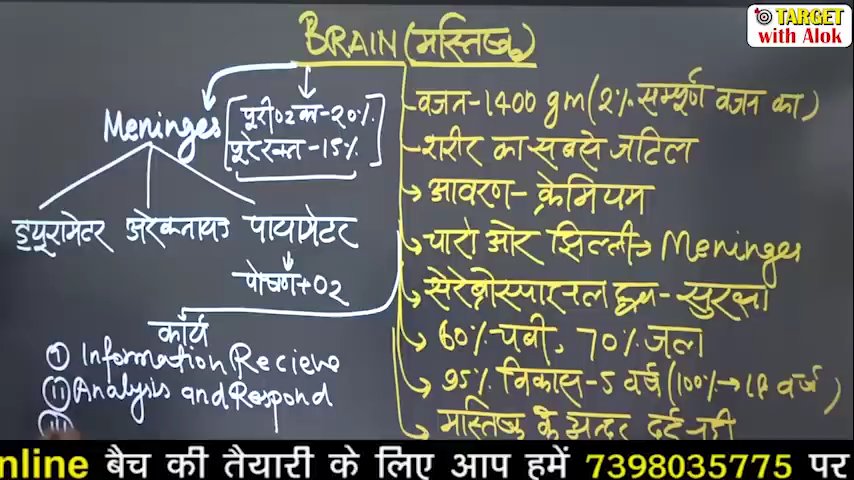 TARGET
with Alok
BRAIN (मस्तिष्क)
Meninges
पूरी O2 का - 20%
पूरे रक्त - 15%
ड्यूरामेटर अरेकनायड पायामेटर
पोषण + O2
कार्य
(I) Information Recieve
(II) Analysis and Respond
(III)
वजन - 1400 gm (2% सम्पूर्ण वजन का)
शरीर का सबसे जटिल
आवरण - क्रेमियम
चारो ओर झिल्ली → Meninges
सेरेब्रोस्पाइनल द्रव - सुरक्षा
60% चर्बी, 70% जल
95% विकास - 5 वर्ष (100% → 18 वर्ष)
मस्तिष्क के अन्दर दर्द नही
nline बैच की तैयारी के लिए आप हमें 7398035775 पर